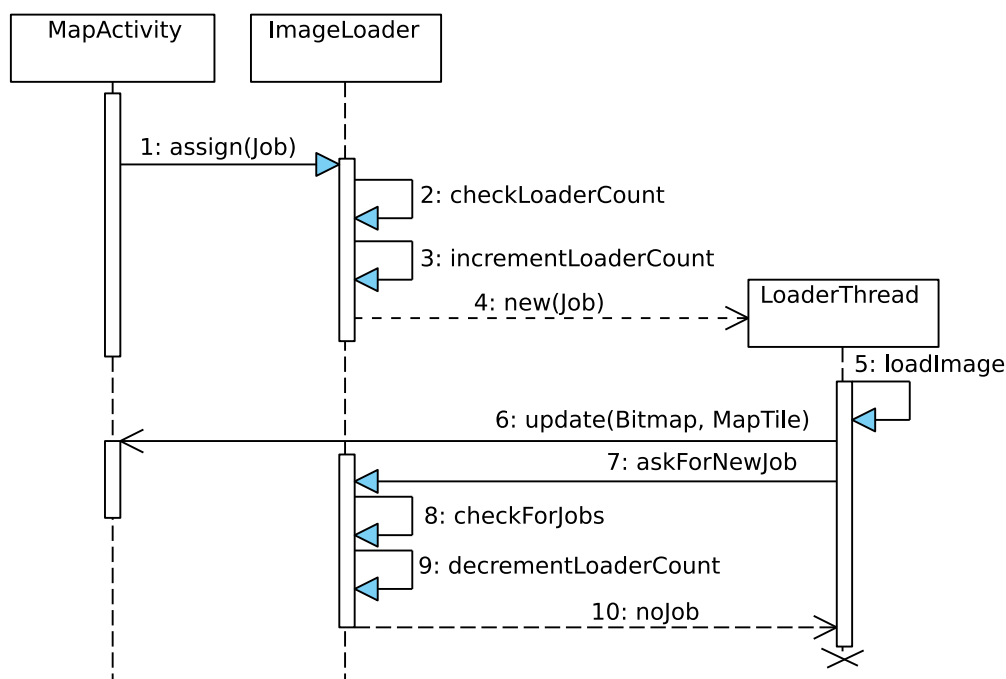 MapActivity
ImageLoader
1: assign(Job)
2: checkLoaderCount
3: incrementLoaderCount
4: new(Job)
LoaderThread
5: loadImage
6: update(Bitmap, MapTile)
7: askForNewJob
8: checkForJobs
9: decrementLoaderCount
10: noJob